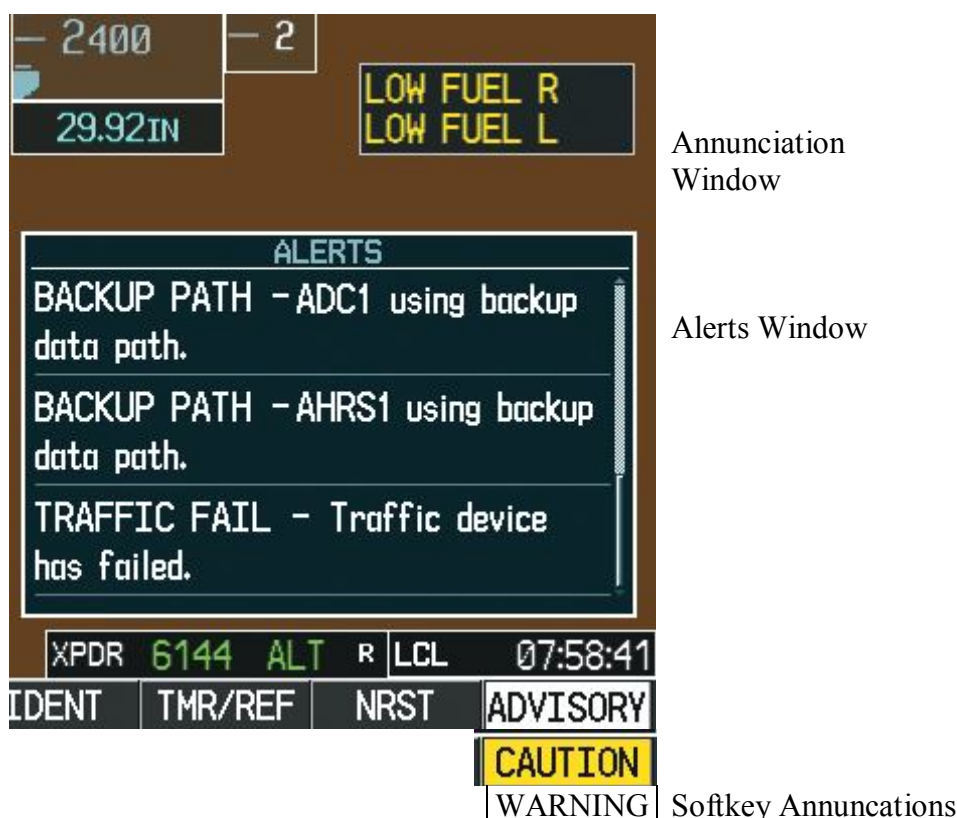 2400
2
29.92IN
LOW FUEL R
LOW FUEL L
Annunciation
Window
ALERTS
BACKUP PATH - ADC1 using backup
data path.
Alerts Window
BACKUP PATH - AHRS1 using backup
data path.
TRAFFIC FAIL - Traffic device
has failed.
XPDR 6144 ALT R LCL 07:58:41
IDENT TMR/REF NRST ADVISORY
CAUTION
WARNING Softkey Annuncations